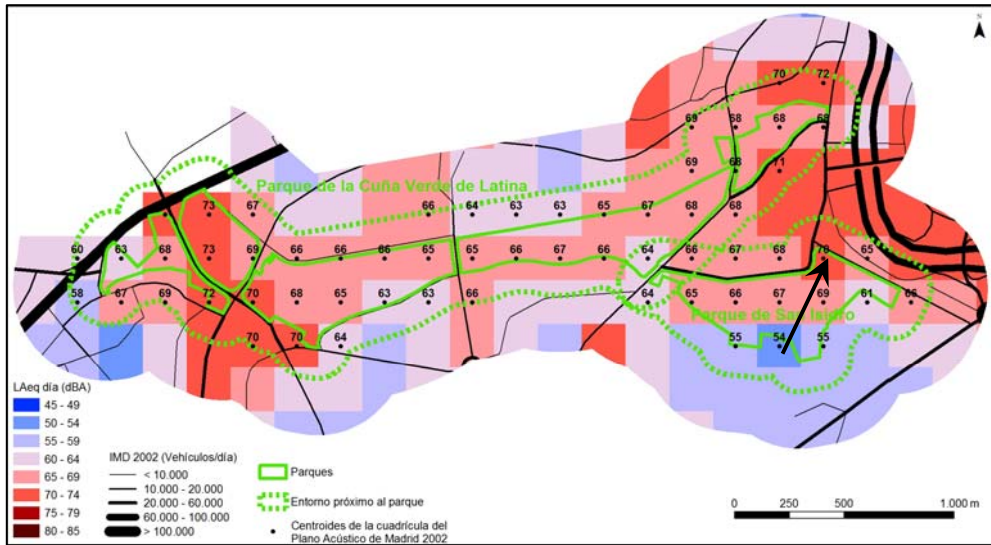 N
70 72
69 68 67 68
69 68 71
Parque de la Cuña Verde de Latina
73 67 66 64 63 63 65 67 68 68
60 63 68 73 69 66 66 66 65 65 66 67 66 64 66 67 68 78 65
58 67 69 72 70 68 65 63 63 66 64 65 66 67 69 61 66
Parque de San Isidro
70 70 64 55 54 55
LAeq día (dBA)
45 - 49
50 - 54
55 - 59
60 - 64
65 - 69
70 - 74
75 - 79
80 - 85
IMD 2002 (Vehículos/día)
< 10.000
10.000 - 20.000
20.000 - 60.000
60.000 - 100.000
> 100.000
Parques
Entorno próximo al parque
Centroides de la cuadrícula del
Plano Acústico de Madrid 2002
0 250 500 1.000 m